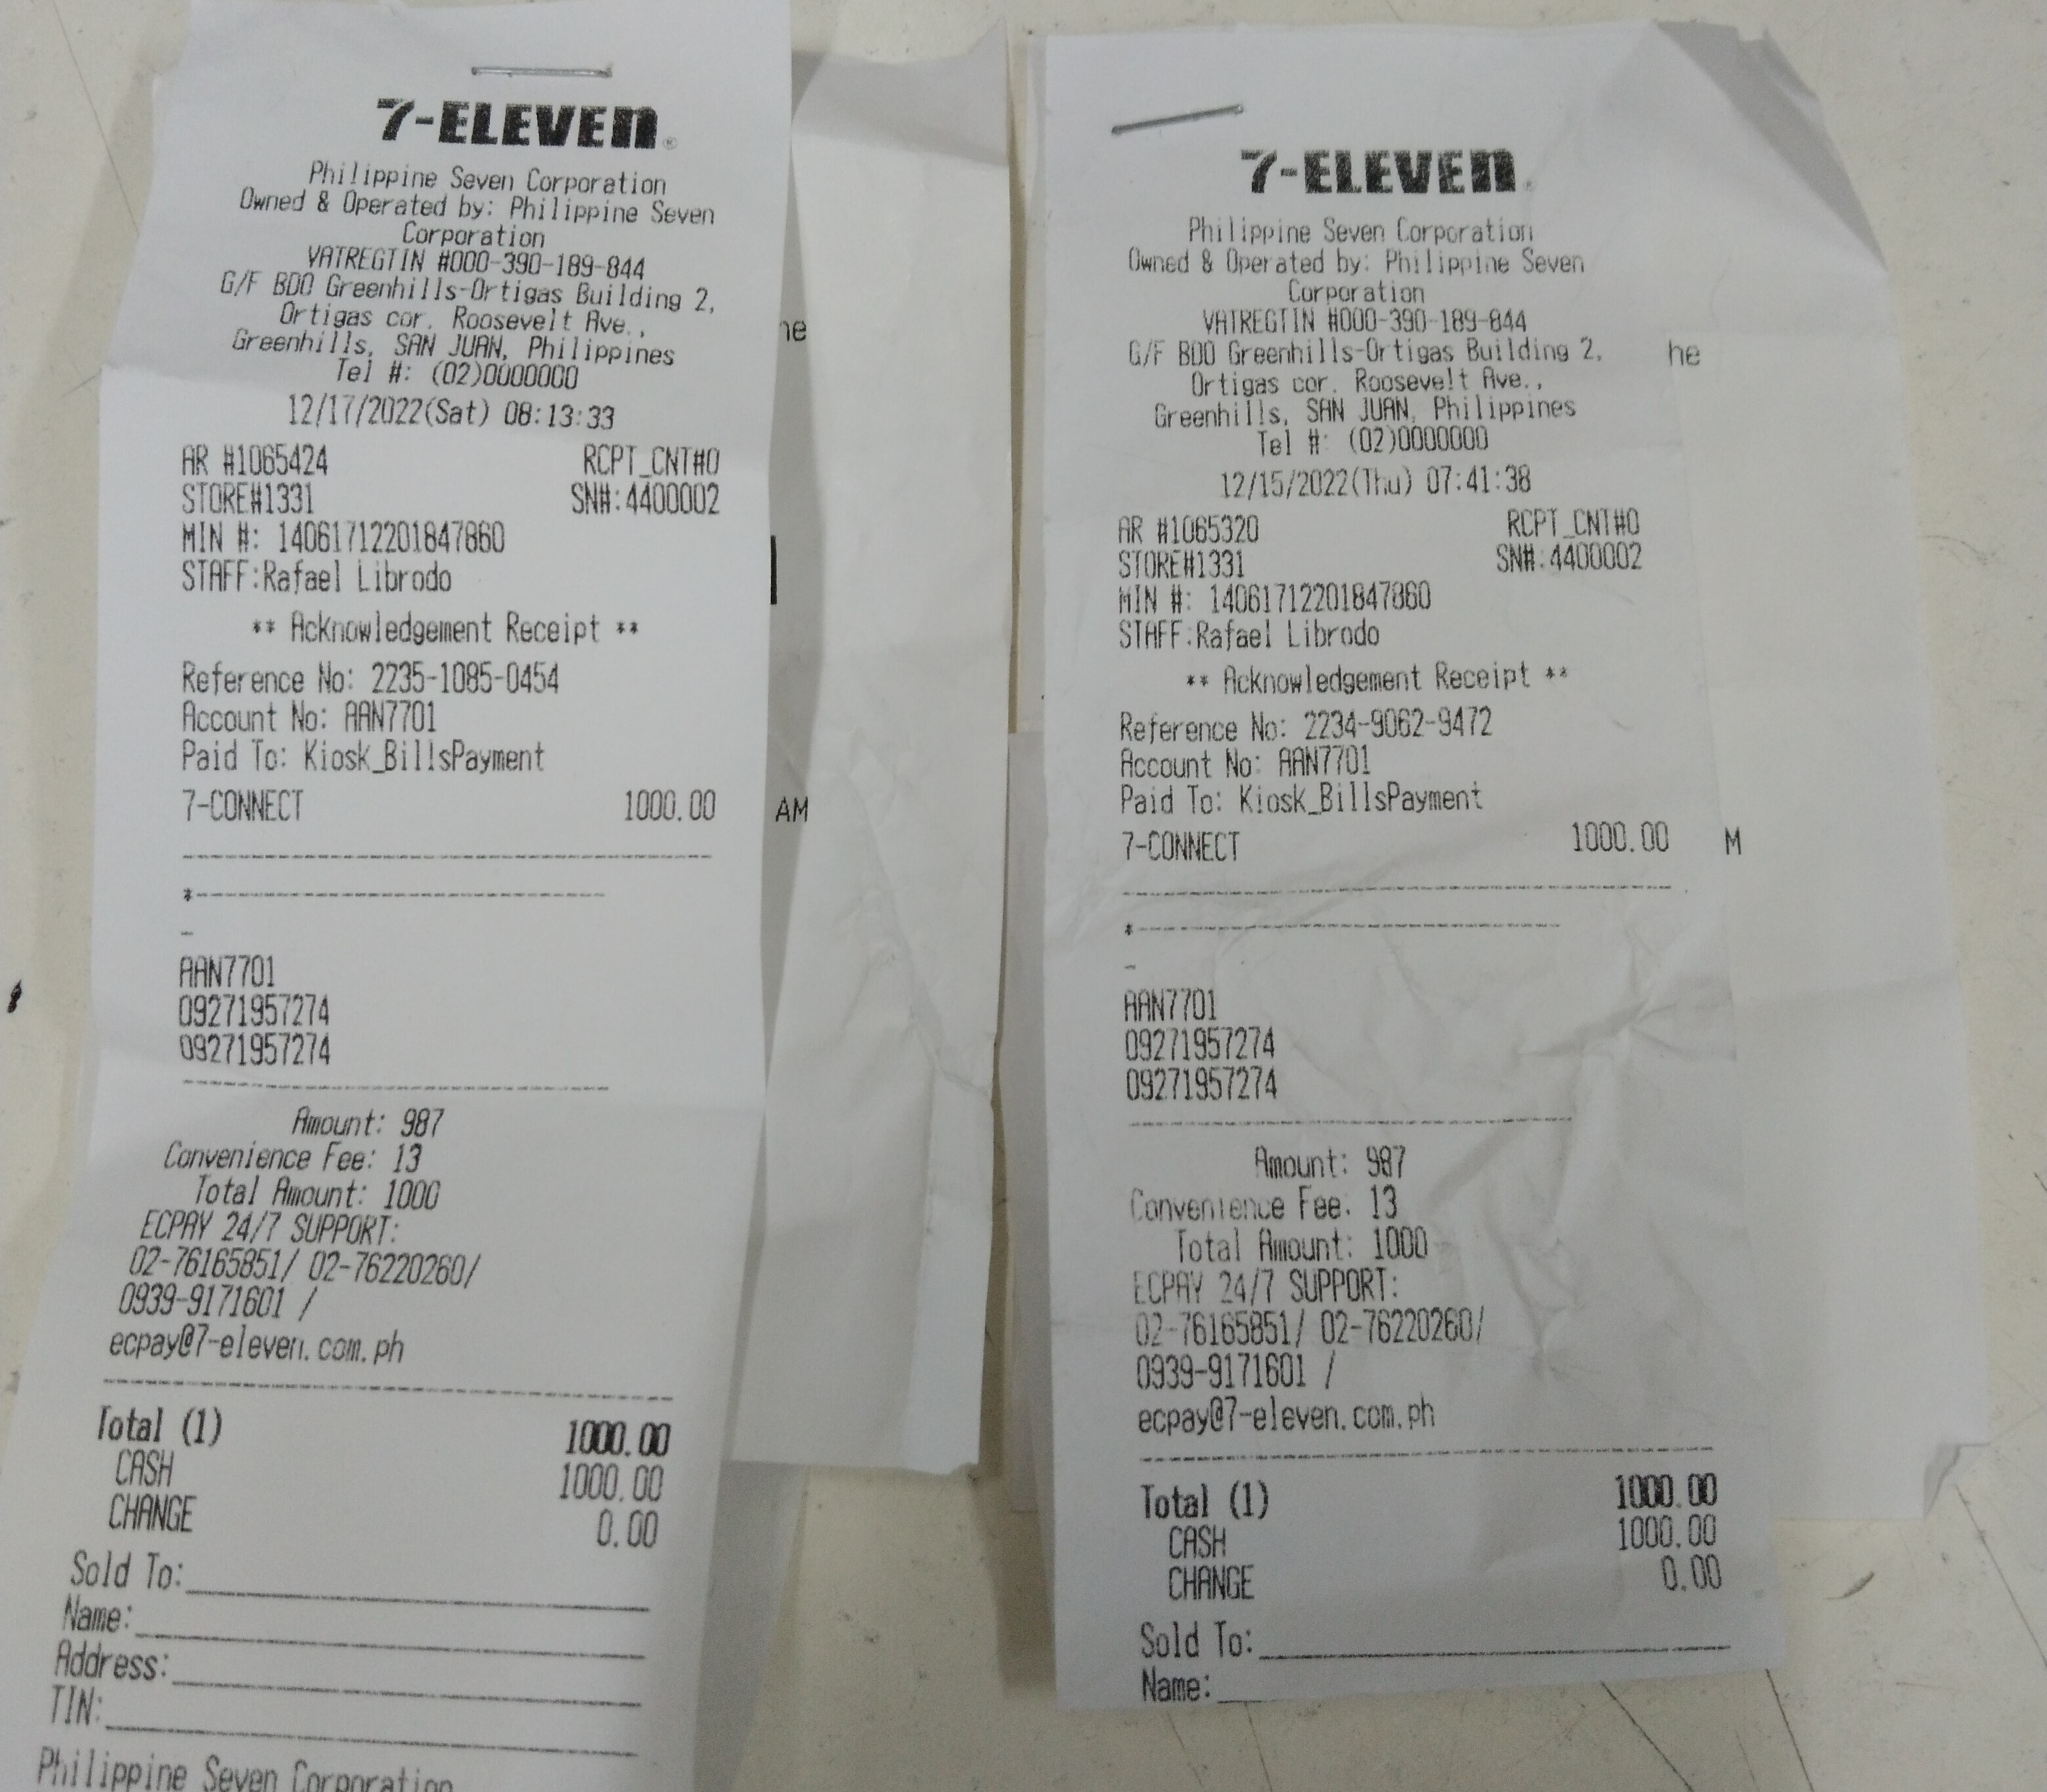 7-ELEVEN®
Philippine Seven Corporation
Owned & Operated by: Philippine Seven
Corporation
VATREGTIN #000-390-189-844
G/F BDO Greenhills-Ortigas Building 2,
Ortigas cor. Roosevelt Ave.,
Greenhills, SAN JUAN, Philippines
Tel #: (02)0000000
12/17/2022(Sat) 08:13:33
AR #1065424 RCPT_CNT#0
STORE#1331 SN#:4400002
MIN #: 14061712201847860
STAFF:Rafael Librodo
** Acknowledgement Receipt **
Reference No: 2235-1085-0454
Account No: AAN7701
Paid To: Kiosk_BillsPayment
7-CONNECT 1000.00
*
AAN7701
09271957274
09271957274
Amount: 987
Convenience Fee: 13
Total Amount: 1000
ECPAY 24/7 SUPPORT:
02-76165851/ 02-76220260/
0939-9171601 /
ecpay@7-eleven.com.ph
Total (1) 1000.00
CASH 1000.00
CHANGE 0.00
Sold To:
Name:
Address:
TIN:
Philippine Seven Corporation
he
AM
7-ELEVEN
Philippine Seven Corporation
Owned & Operated by: Philippine Seven
Corporation
VATREGTIN #000-390-189-844
G/F BDO Greenhills-Ortigas Building 2,
Ortigas cor. Roosevelt Ave.,
Greenhills, SAN JUAN, Philippines
Tel #: (02)0000000
12/15/2022(Thu) 07:41:38
AR #1065320 RCPT_CNT#0
STORE#1331 SN#:4400002
MIN #: 14061712201847860
STAFF:Rafael Librodo
** Acknowledgement Receipt **
Reference No: 2234-9062-9472
Account No: AAN7701
Paid To: Kiosk_BillsPayment
7-CONNECT 1000.00
*
AAN7701
09271957274
09271957274
Amount: 987
Convenience Fee: 13
Total Amount: 1000
ECPAY 24/7 SUPPORT:
02-76165851/ 02-76220260/
0939-9171601 /
ecpay@7-eleven.com.ph
Total (1) 1000.00
CASH 1000.00
CHANGE 0.00
Sold To:
Name:
he
M